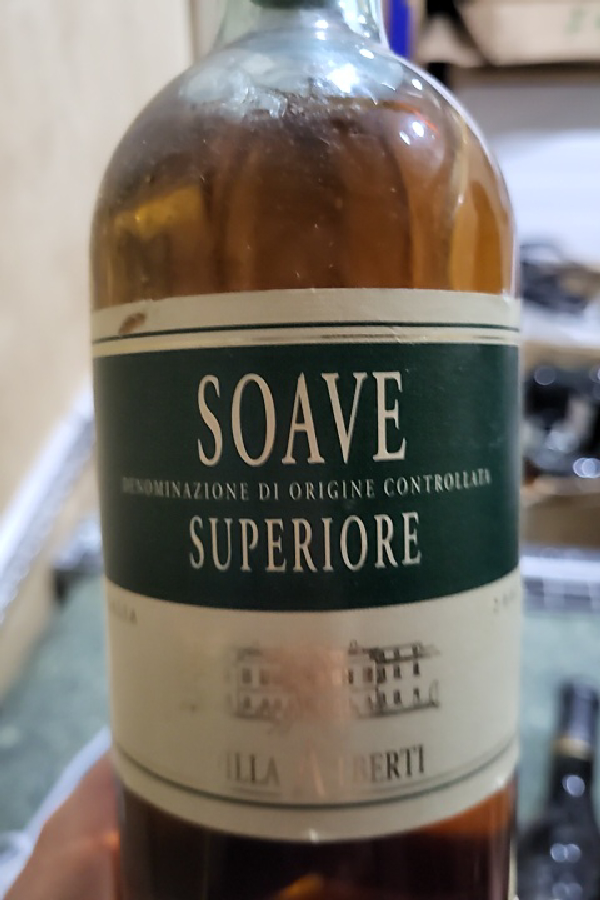 SOAVE
DENOMINAZIONE DI ORIGINE CONTROLLATA
SUPERIORE